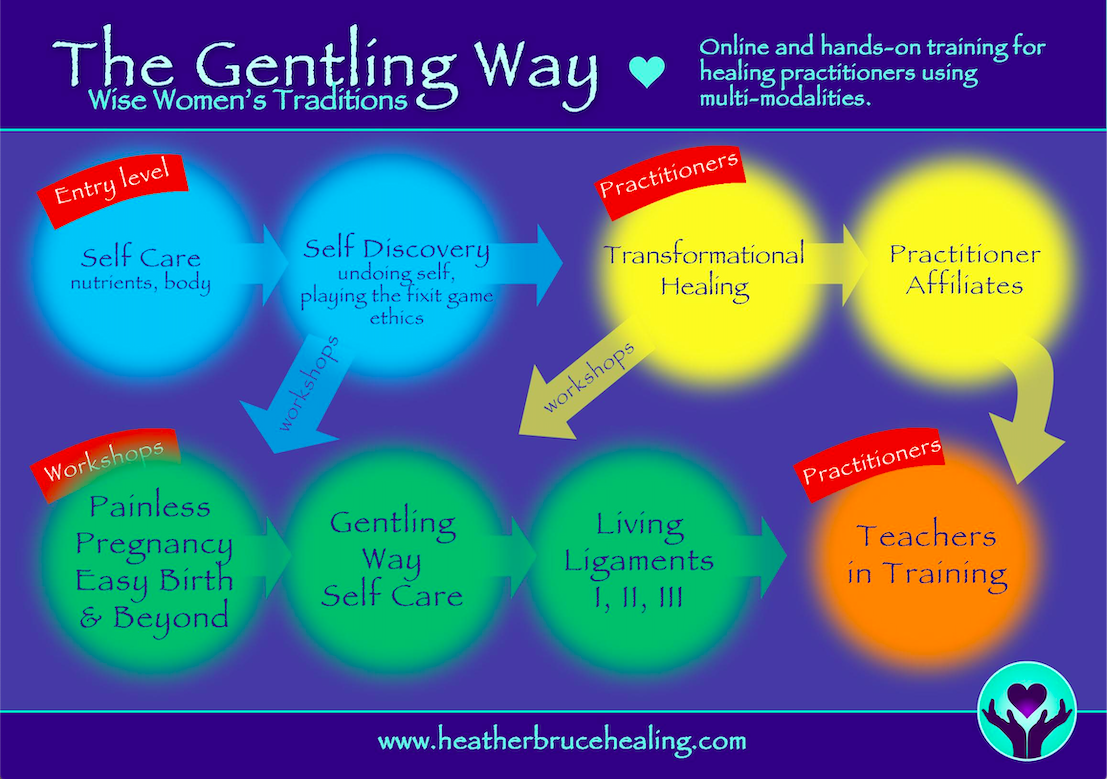 The Gentling Way
Wise Women's Traditions
Online and hands-on training for
healing practitioners using
multi-modalities.
Entry level
Self Care
nutrients, body
Self Discovery
undoing self,
playing the fixit game
ethics
Practitioners
Transformational
Healing
Practitioner
Affiliates
workshops
workshops
Workshops
Painless
Pregnancy
Easy Birth
& Beyond
Gentling
Way
Self Care
Living
Ligaments
I, II, III
Practitioners
Teachers
in Training
www.heatherbrucehealing.com